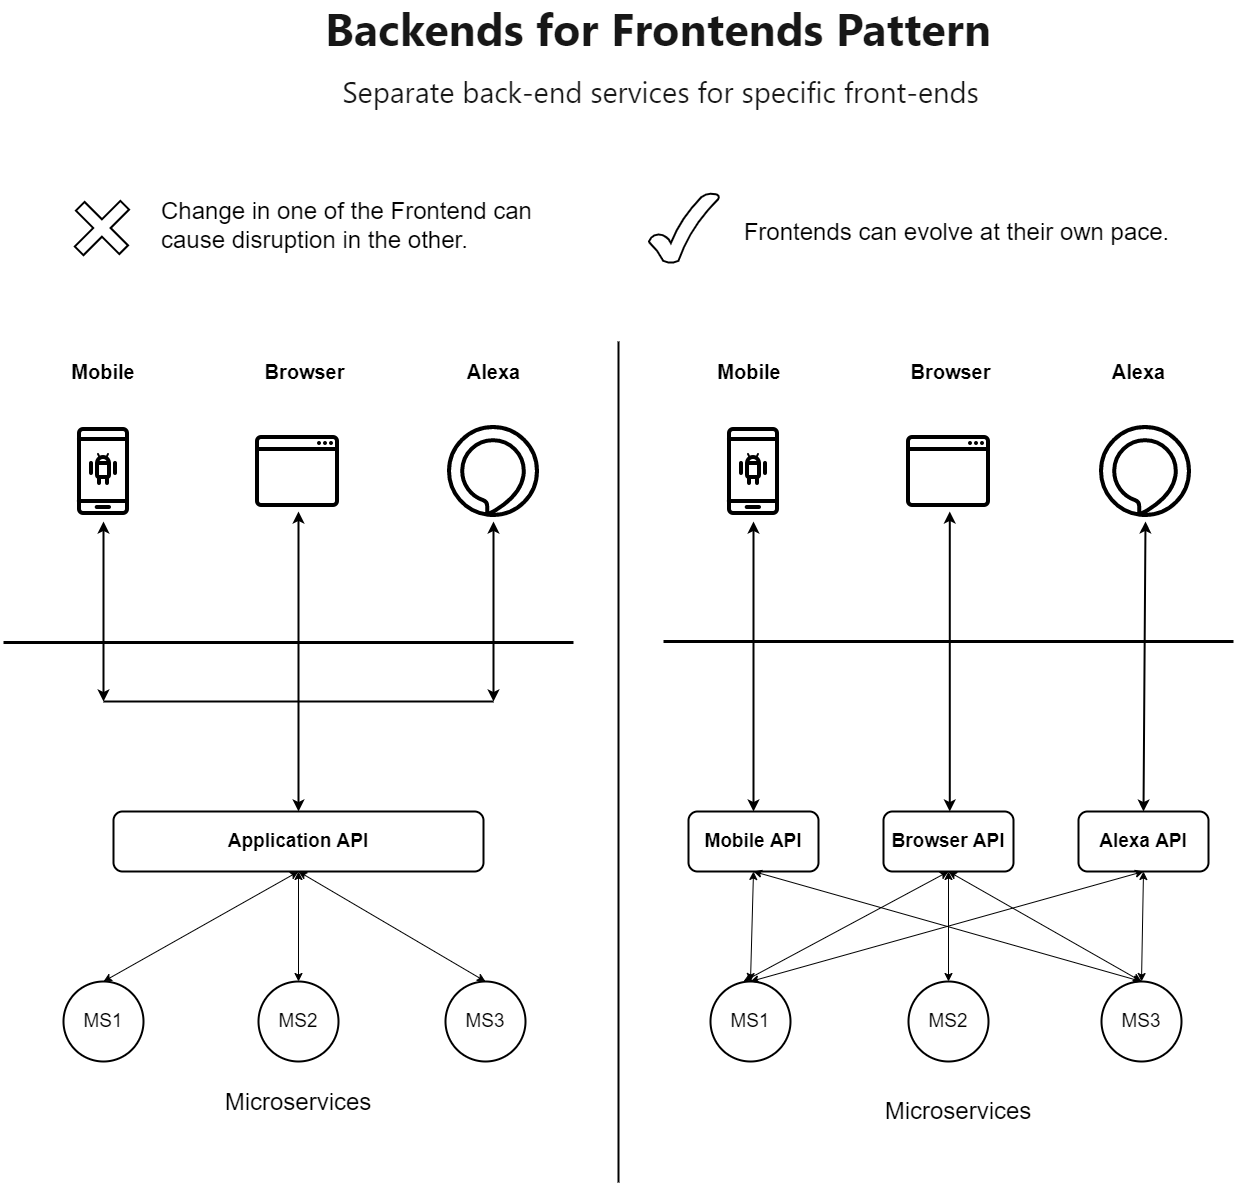 Backends for Frontends Pattern
Separate back-end services for specific front-ends
Change in one of the Frontend can
cause disruption in the other.
Frontends can evolve at their own pace.
Mobile
Browser
Alexa
Application API
MS1
MS2
MS3
Microservices
Mobile
Browser
Alexa
Mobile API
Browser API
Alexa API
MS1
MS2
MS3
Microservices